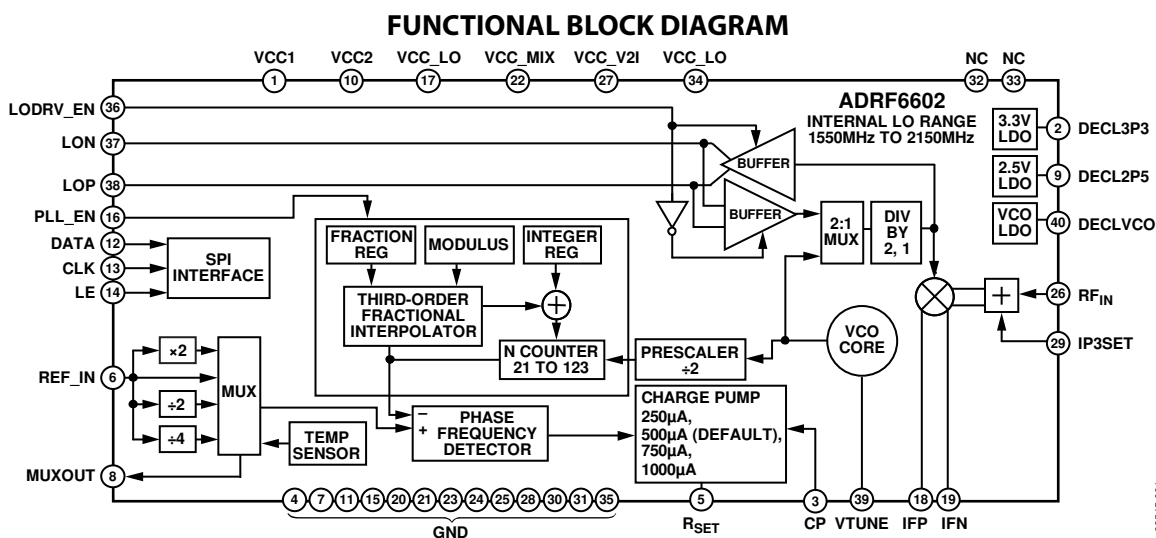 FUNCTIONAL BLOCK DIAGRAM
VCC1 VCC2 VCC_LO VCC_MIX VCC_V2I VCC_LO NC NC
1 10 17 22 27 34 32 33
LODRV_EN 36
LON 37
LOP 38
PLL_EN 16
DATA 12
CLK 13
LE 14
SPI
INTERFACE
REF_IN 6
MUXOUT 8
×2
÷2
÷4
MUX
TEMP
SENSOR
FRACTION
REG
MODULUS
INTEGER
REG
THIRD-ORDER
FRACTIONAL
INTERPOLATOR
+
N COUNTER
21 TO 123
PRESCALER
÷2
− 
+
PHASE
FREQUENCY
DETECTOR
CHARGE PUMP
250µA,
500µA (DEFAULT),
750µA,
1000µA
ADRF6602
INTERNAL LO RANGE
1550MHz TO 2150MHz
BUFFER
BUFFER
2:1
MUX
DIV
BY
2, 1
VCO
CORE
+
3.3V
LDO
2 DECL3P3
2.5V
LDO
9 DECL2P5
VCO
LDO
40 DECLVCO
26 RFIN
29 IP3SET
4 7 11 15 20 21 23 24 25 28 30 31 35
GND
5 3 39 18 19
RSET CP VTUNE IFP IFN